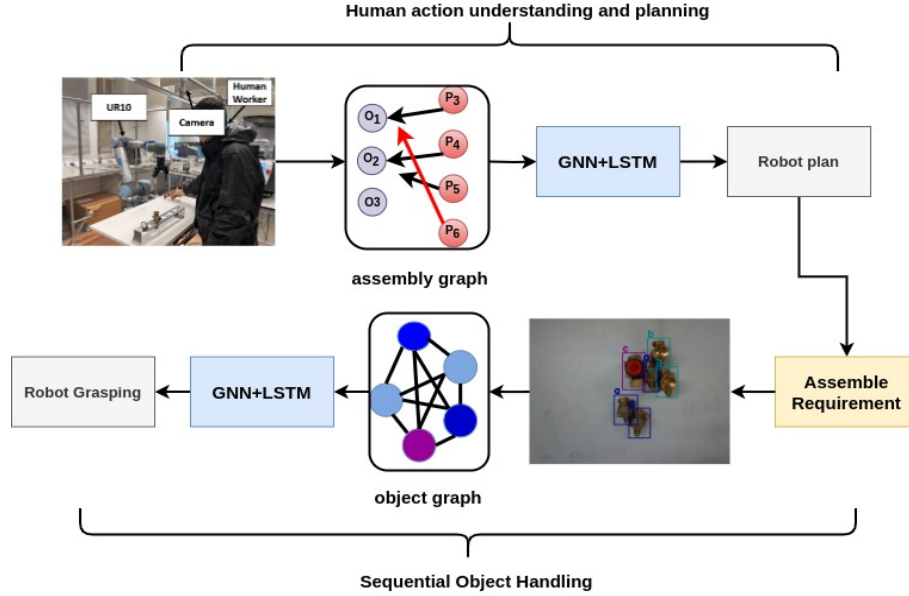 Human action understanding and planning
UR10
Camera
Human
Worker
O1
O2
O3
P3
P4
P5
P6
GNN+LSTM
Robot plan
assembly graph
Robot Grasping
GNN+LSTM
Assemble
Requirement
object graph
Sequential Object Handling